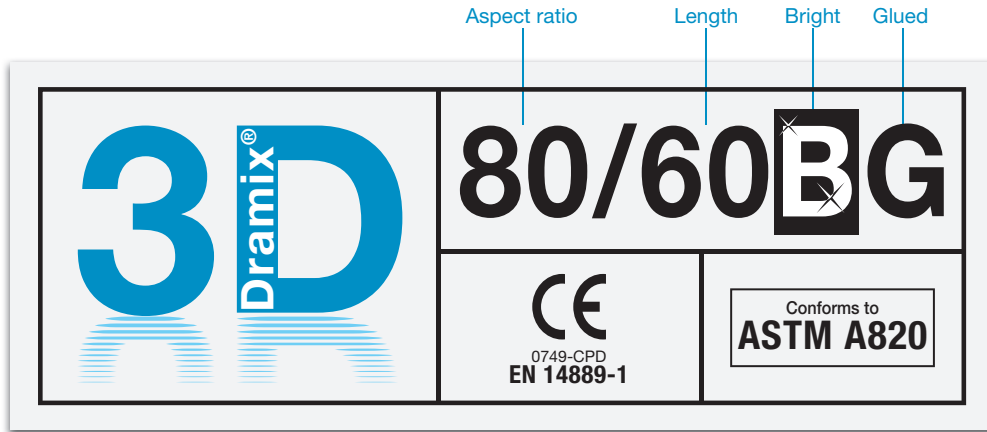 Aspect ratio Length Bright Glued
3D
Dramix®
80/60BG
CE
0749-CPD
EN 14889-1
Conforms to
ASTM A820